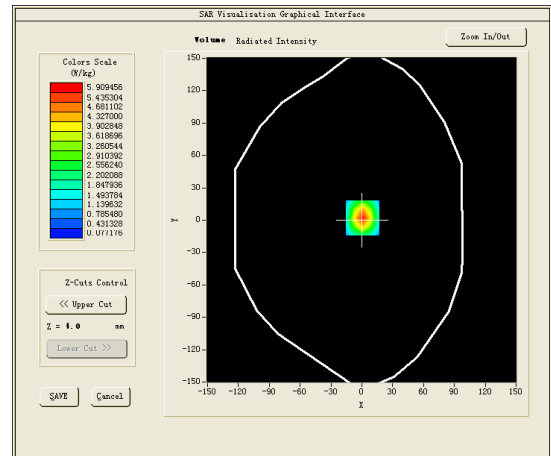 SAR Visualisation Graphical Interface
Volume Radiated Intensity
Zoom In/Out
Colors Scale
(W/kg)
5.909456
5.435304
4.681102
4.327000
3.902848
3.618696
3.260544
2.910392
2.556240
2.202088
1.847936
1.493784
1.139632
0.785480
0.431328
0.077176
Z-Cuts Control
<< Upper Cut
Z = 4.0 mm
Lower Cut >>
SAVE Cancel
150
120
90
60
30
0
-30
-60
-90
-120
-150
Y
-150 -120 -90 -60 -30 0 30 60 90 120 150
X